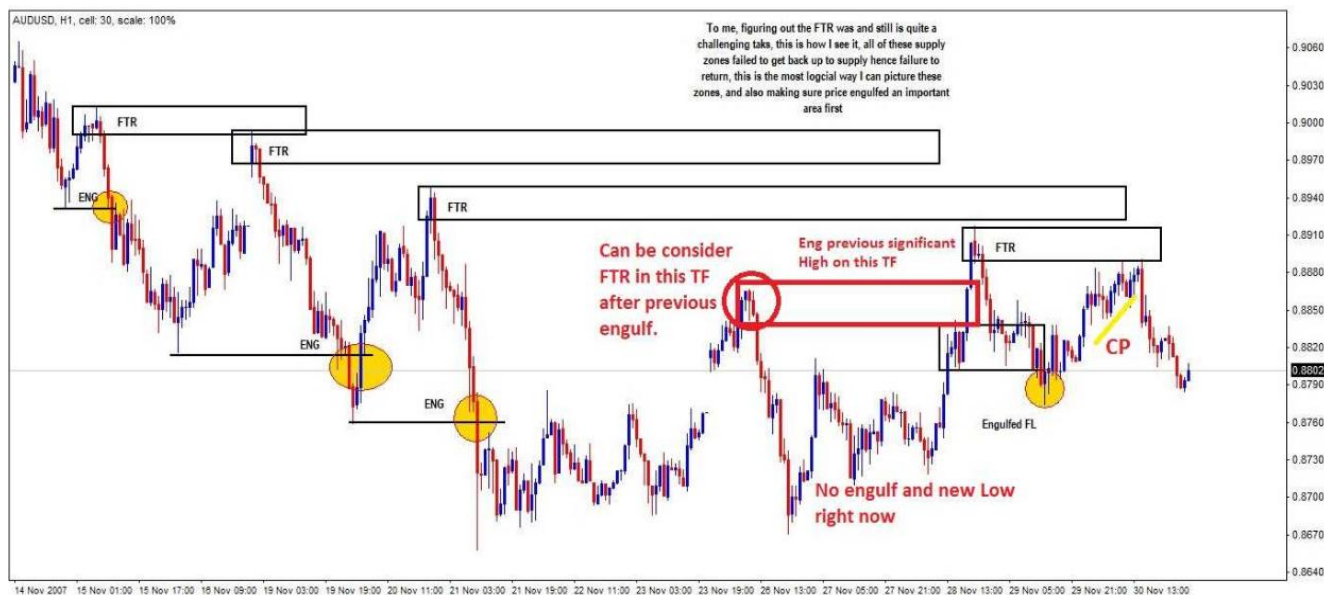 AUDUSD, H1, cell: 30, scale: 100%
To me, figuring out the FTR was and still is quite a
challenging taks, this is how I see it, all of these supply
zones failed to get back up to supply hence failure to
return, this is the most logcial way I can picture these
zones, and also making sure price engulfed an important
area first
0.9060
0.9030
0.9000
0.8970
0.8940
0.8910
0.8880
0.8850
0.8820
0.8802
0.8790
0.8760
0.8730
0.8700
0.8670
0.8640
FTR
FTR
FTR
FTR
ENG
ENG
ENG
Can be consider
FTR in this TF
after previous
engulf.
Eng previous significant
High on this TF
CP
Engulfed FL
No engulf and new Low
right now
14 Nov 2007
15 Nov 01:00
15 Nov 17:00
16 Nov 09:00
19 Nov 03:00
19 Nov 19:00
20 Nov 11:00
21 Nov 03:00
21 Nov 19:00
22 Nov 11:00
23 Nov 03:00
23 Nov 19:00
26 Nov 13:00
27 Nov 05:00
27 Nov 21:00
28 Nov 13:00
29 Nov 05:00
29 Nov 21:00
30 Nov 13:00